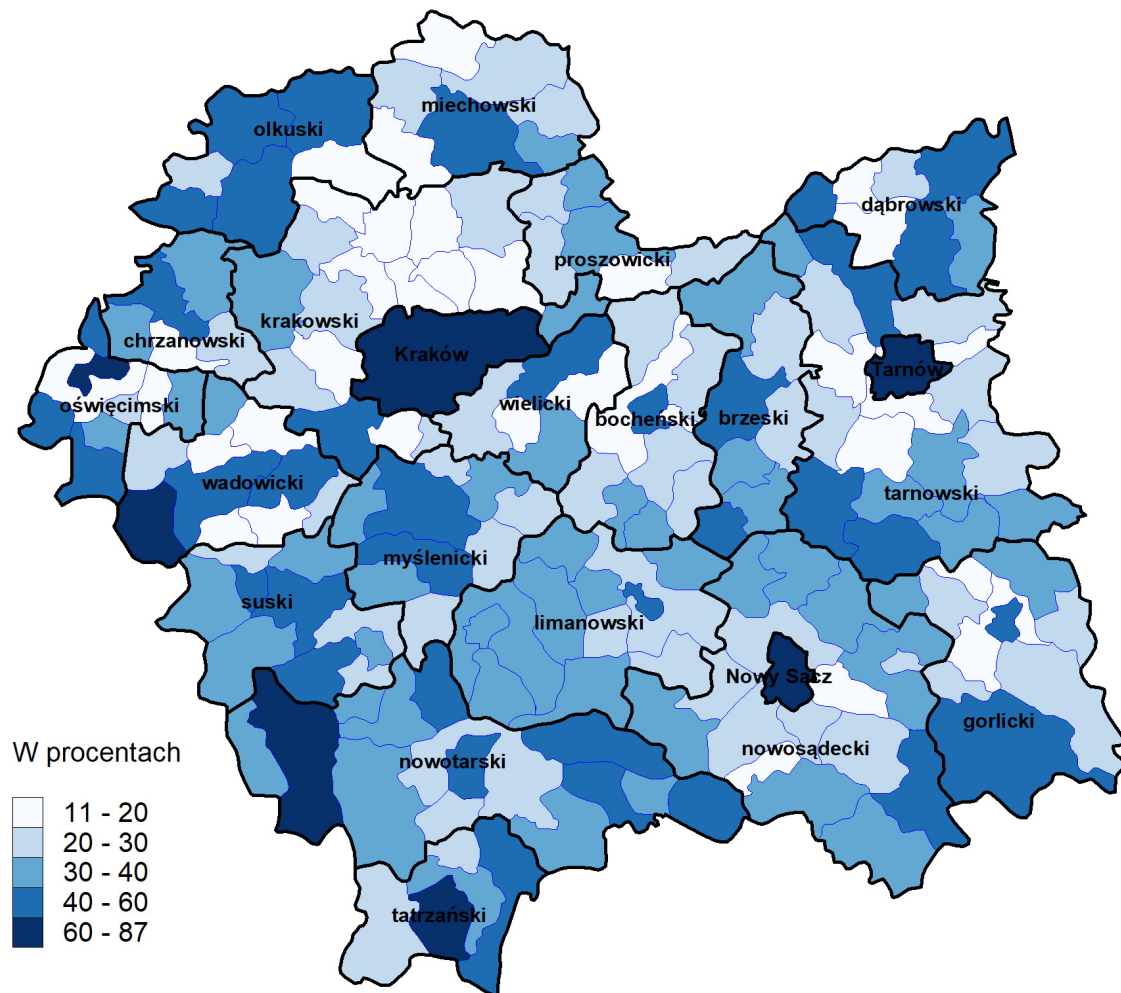 miechowski
olkuski
dąbrowski
proszowicki
krakowski
chrzanowski
Kraków
Tarnów
oświęcimski
wielicki
bocheński
brzeski
wadowicki
tarnowski
myślenicki
suski
limanowski
Nowy Sącz
gorlicki
nowosądecki
nowotarski
tatrzański
W procentach
11 - 20
20 - 30
30 - 40
40 - 60
60 - 87